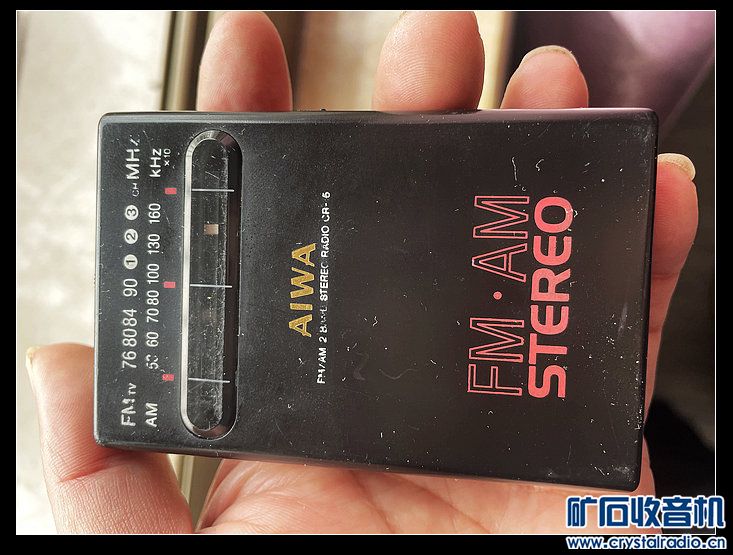 FM TV 76 80 84 90 1 2 3 CH MHz
AM 53 60 70 80 100 130 160 KHz ×10
AIWA
FM/AM 2 BAND STEREO RADIO CR-
FM·AM
STEREO
矿石收音机
www.crystalradio.cn